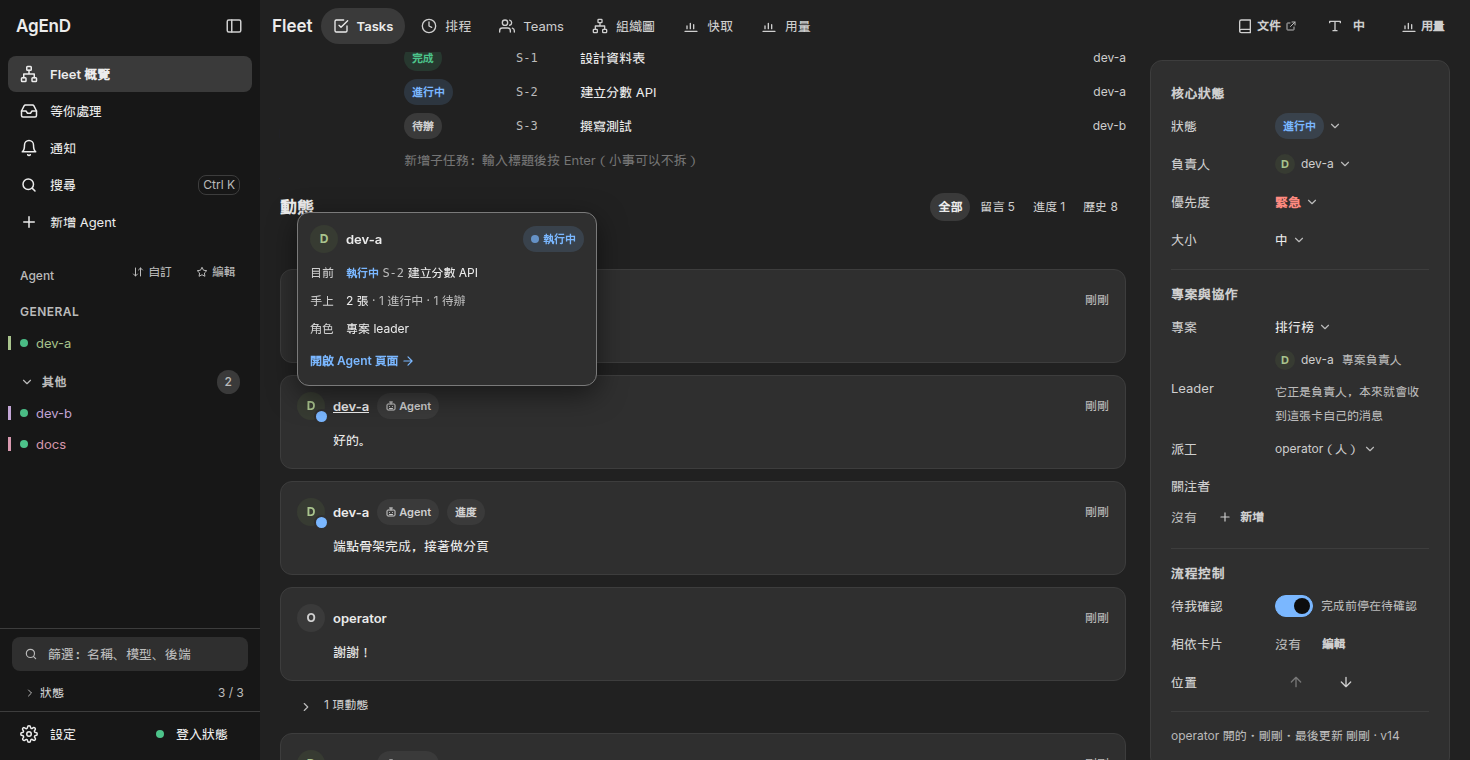 AgEnD
Fleet 概覽
等你處理
通知
搜尋 Ctrl K
新增 Agent
Agent 自訂 編輯
GENERAL
dev-a
其他 2
dev-b
docs
篩選：名稱、模型、後端
狀態 3 / 3
設定 登入狀態
Fleet Tasks 排程 Teams 組織圖 快取 用量 文件 中 用量
完成 S-1 設計資料表 dev-a
進行中 S-2 建立分數 API dev-a
待辦 S-3 撰寫測試 dev-b
新增子任務：輸入標題後按 Enter（小事可以不拆）
動態 全部 留言 5 進度 1 歷史 8
D dev-a 執行中
目前 執行中 S-2 建立分數 API
手上 2 張 · 1 進行中 · 1 待辦
角色 專案 leader
開啟 Agent 頁面 →
剛剛
D dev-a Agent 剛剛
好的。
D dev-a Agent 進度 剛剛
端點骨架完成，接著做分頁
O operator 剛剛
謝謝！
1 項動態
核心狀態
狀態 進行中
負責人 D dev-a
優先度 緊急
大小 中
專案與協作
專案 排行榜
D dev-a 專案負責人
Leader 它正是負責人，本來就會收
到這張卡自己的消息
派工 operator（人）
關注者
沒有 + 新增
流程控制
待我確認 完成前停在待確認
相依卡片 沒有 編輯
位置 ↑ ↓
operator 開的・剛剛・最後更新 剛剛 · v14